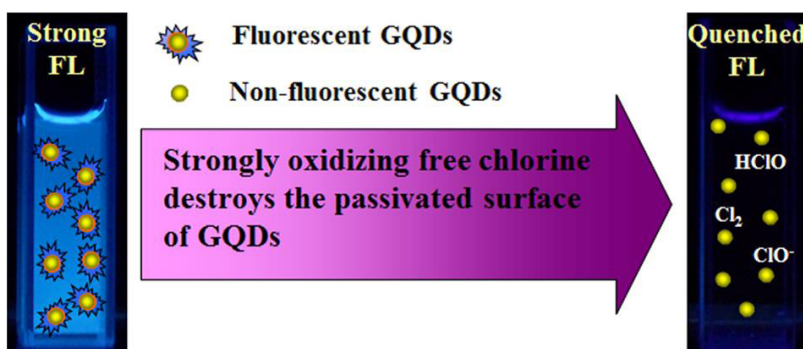 Strong
FL
Fluorescent GQDs
Non-fluorescent GQDs
Strongly oxidizing free chlorine
destroys the passivated surface
of GQDs
Quenched
FL
HClO
Cl₂
ClO⁻